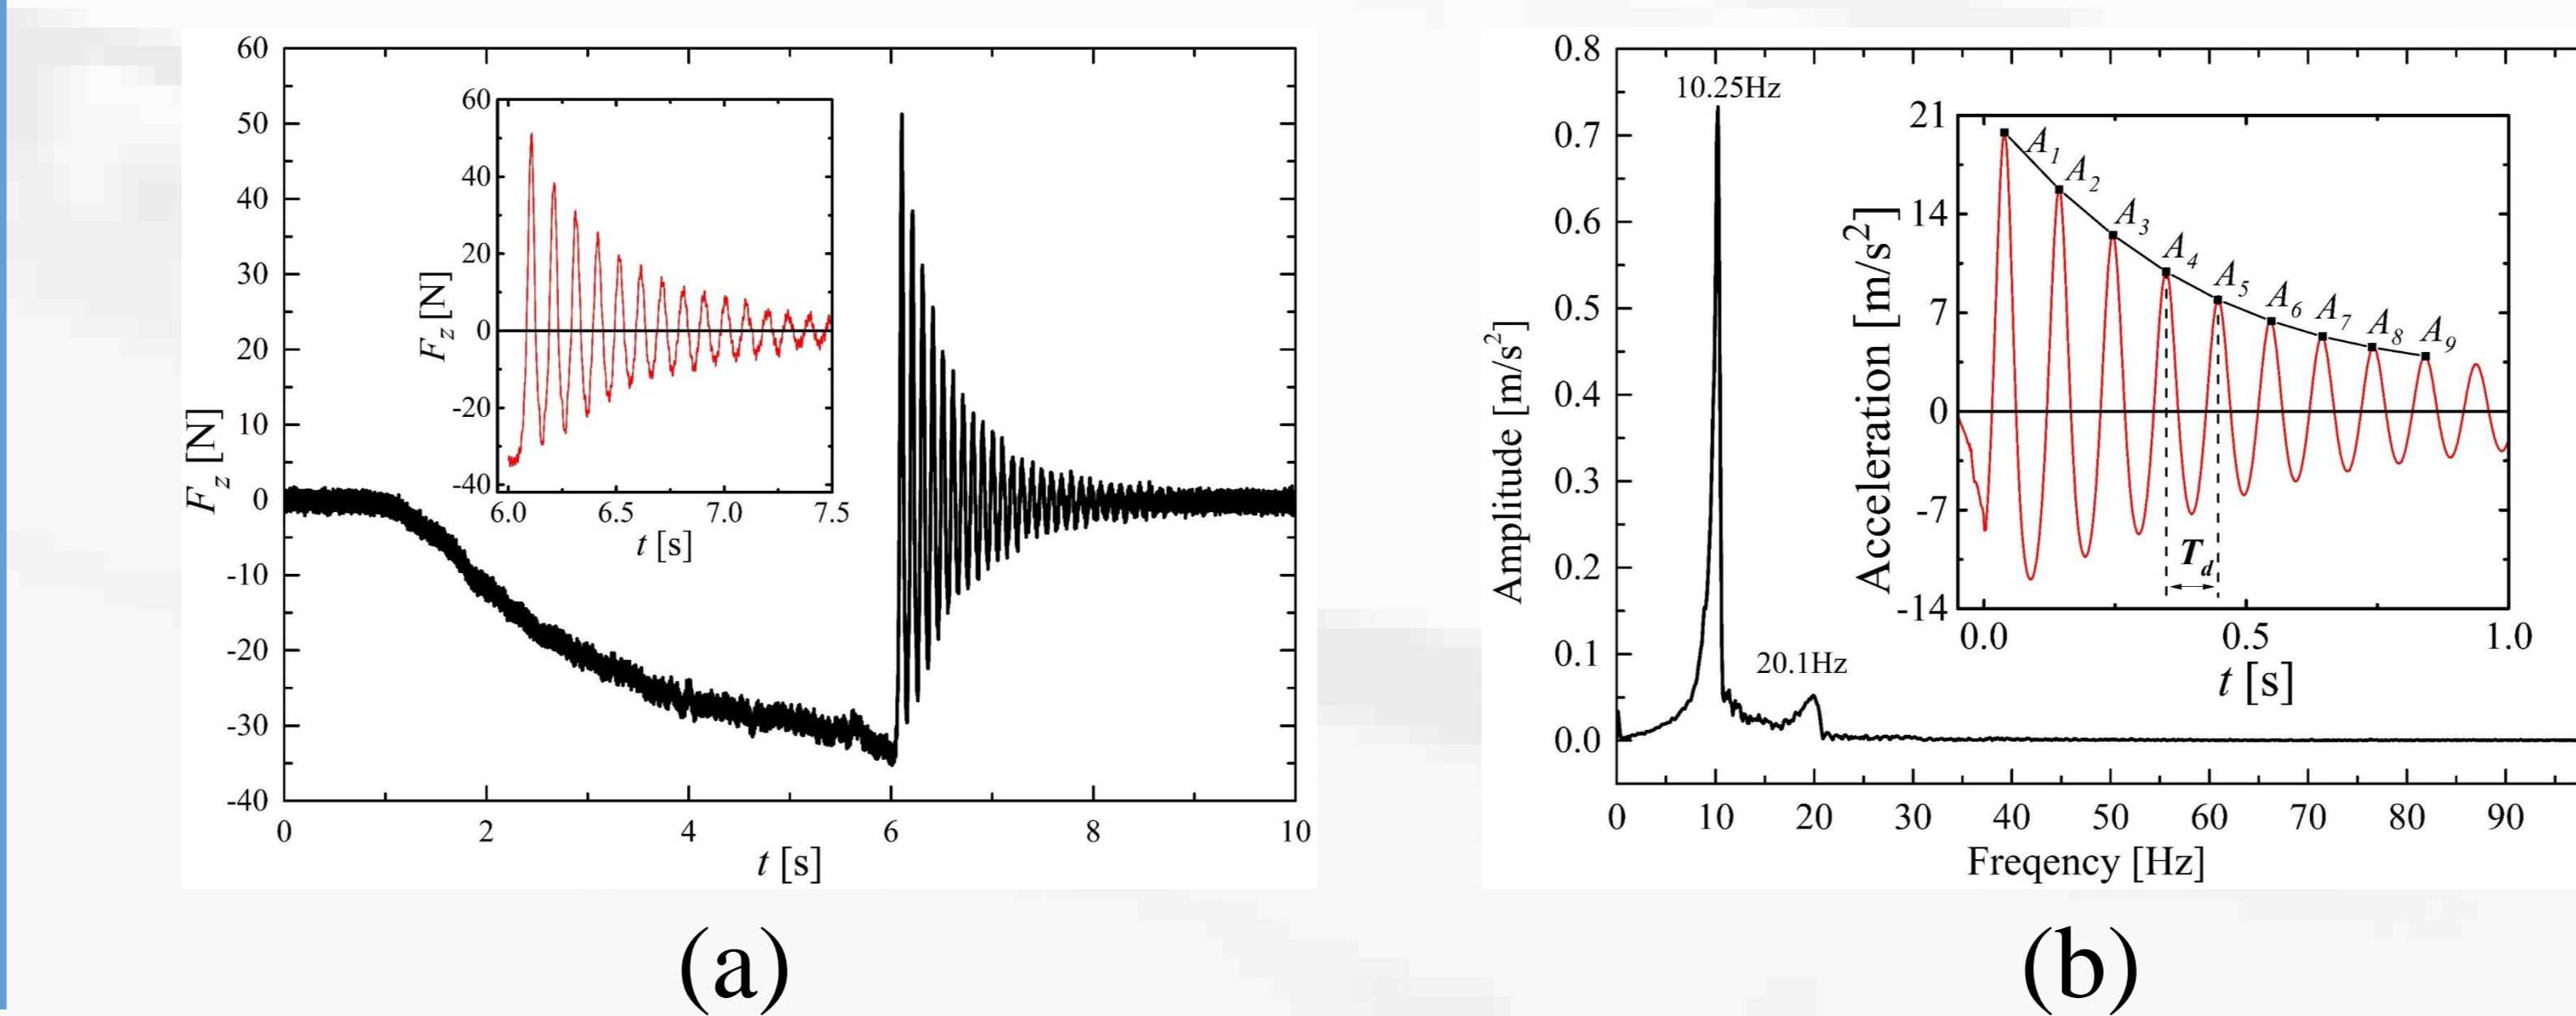 60
50
40
30
20
10
0
-10
-20
-30
-40
F_z [N]
0 2 4 6 8 10
t [s]
60
40
20
0
-20
-40
F_z [N]
6.0 6.5 7.0 7.5
t [s]
(a)
0.8
0.7
0.6
0.5
0.4
0.3
0.2
0.1
0.0
Amplitude [m/s²]
10.25Hz
20.1Hz
0 10 20 30 40 50 60 70 80 90
Freqency [Hz]
21
14
7
0
-7
-14
Acceleration [m/s²]
A_1
A_2
A_3
A_4
A_5
A_6
A_7
A_8
A_9
T_d
0.0 0.5 1.0
t [s]
(b)